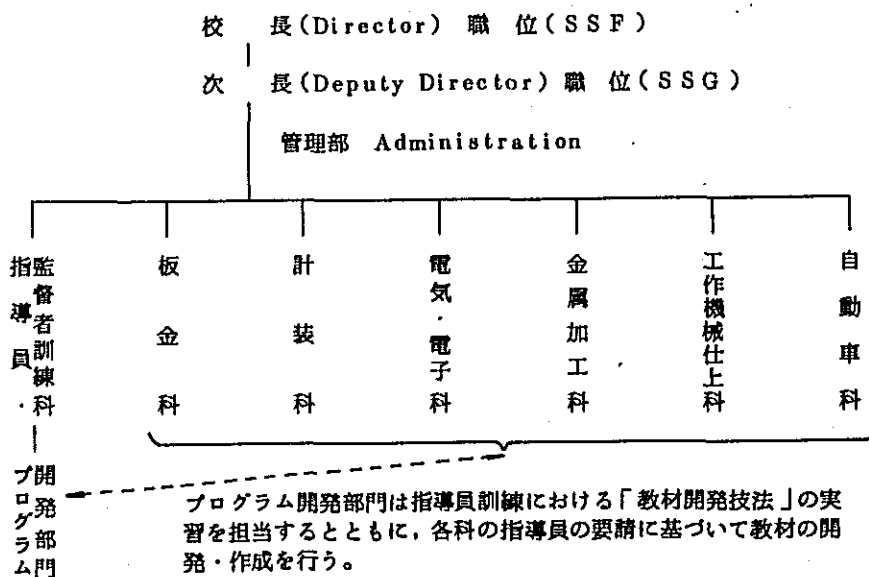 校 長(Director) 職 位(SSF)
次 長(Deputy Director) 職 位(SSG)
管理部 Administration
指導員・
監督者訓練科
板金科
計装科
電気・電子科
金属加工科
工作機械仕上科
自動車科
プログラム
開発部門
プログラム開発部門は指導員訓練における「教材開発技法」の実
習を担当するとともに，各科の指導員の要請に基づいて教材の開
発・作成を行う。